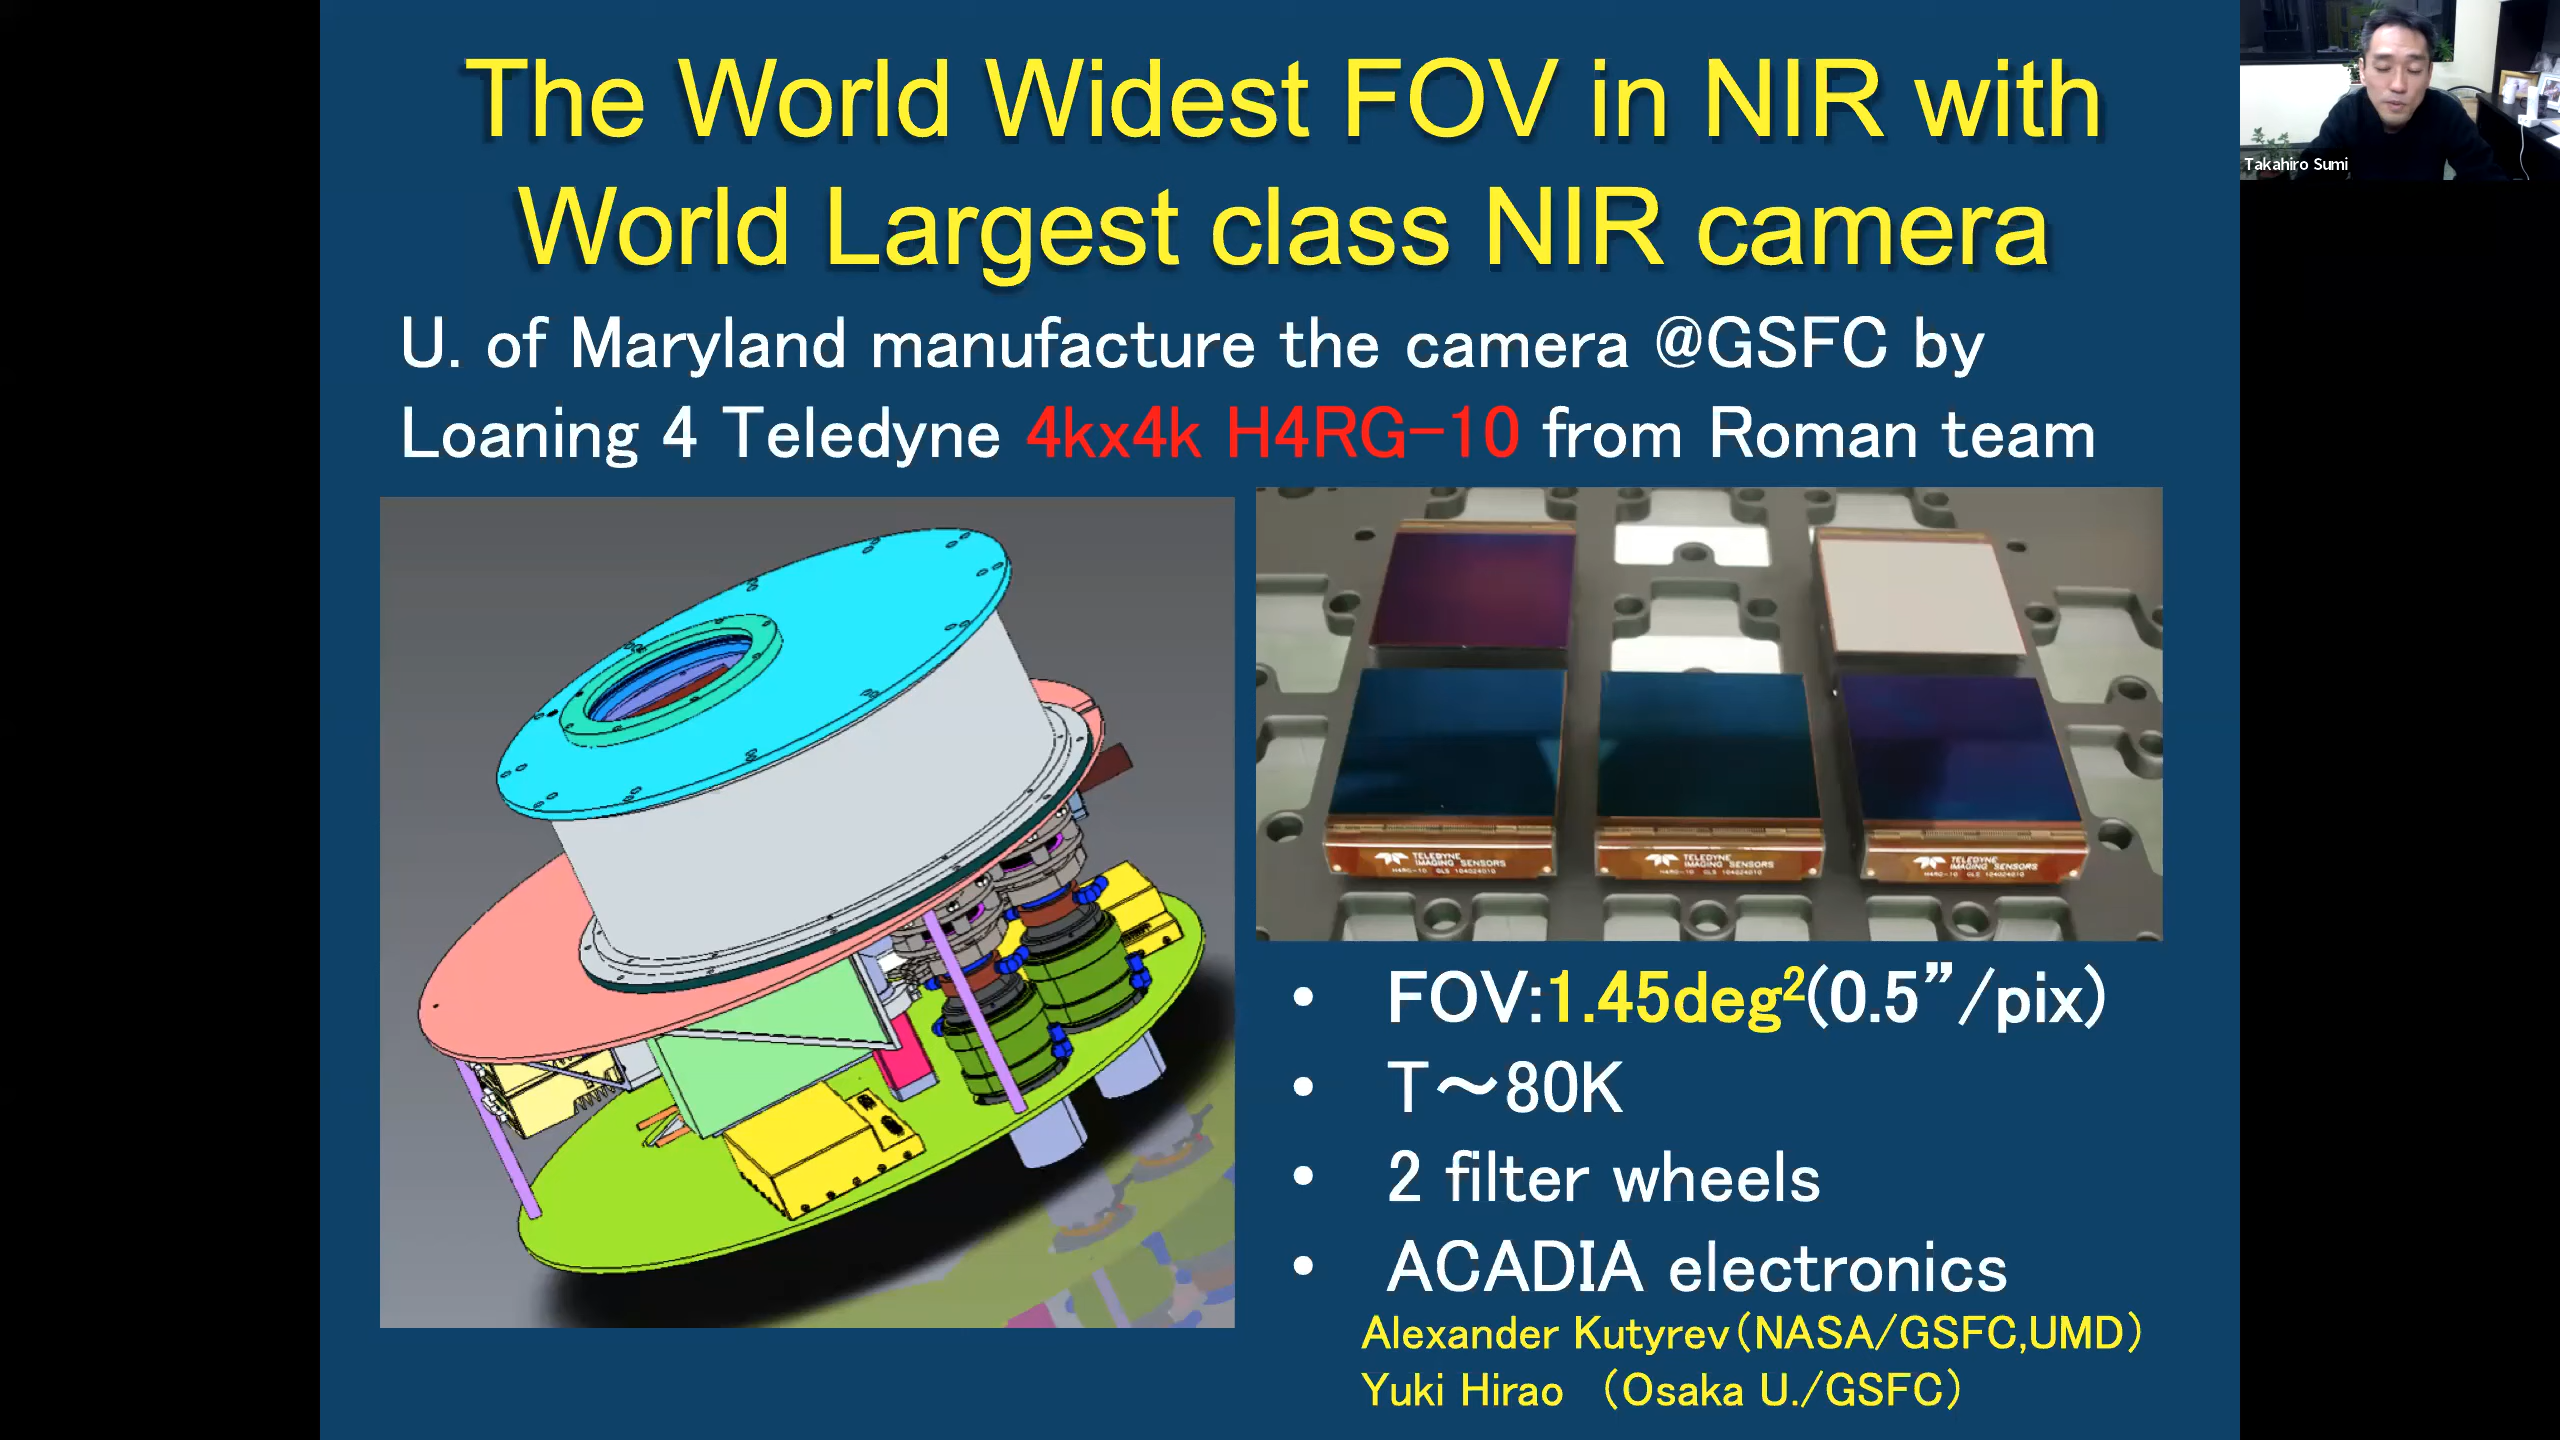 The World Widest FOV in NIR with
World Largest class NIR camera
Takahiro Sumi
U. of Maryland manufacture the camera @GSFC by
Loaning 4 Teledyne 4kx4k H4RG-10 from Roman team
TELEDYNE
IMAGING SENSORS
TELEDYNE
IMAGING SENSORS
TELEDYNE
IMAGING SENSORS
• FOV:1.45deg²(0.5”/pix)
• T～80K
• 2 filter wheels
• ACADIA electronics
Alexander Kutyrev（NASA/GSFC,UMD）
Yuki Hirao （Osaka U./GSFC）